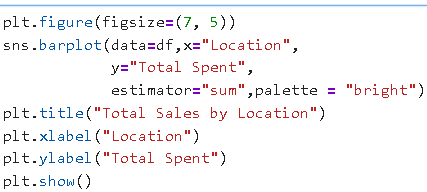 plt.figure(figsize=(7, 5))
sns.barplot(data=df,x="Location",
            y="Total Spent",
            estimator="sum",palette = "bright")
plt.title("Total Sales by Location")
plt.xlabel("Location")
plt.ylabel("Total Spent")
plt.show()